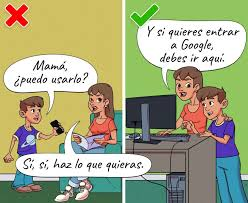 Mamá,
¿puedo usarlo?
Sí, sí, haz lo que quieras.
Y si quieres entrar
a Google,
debes ir aquí.